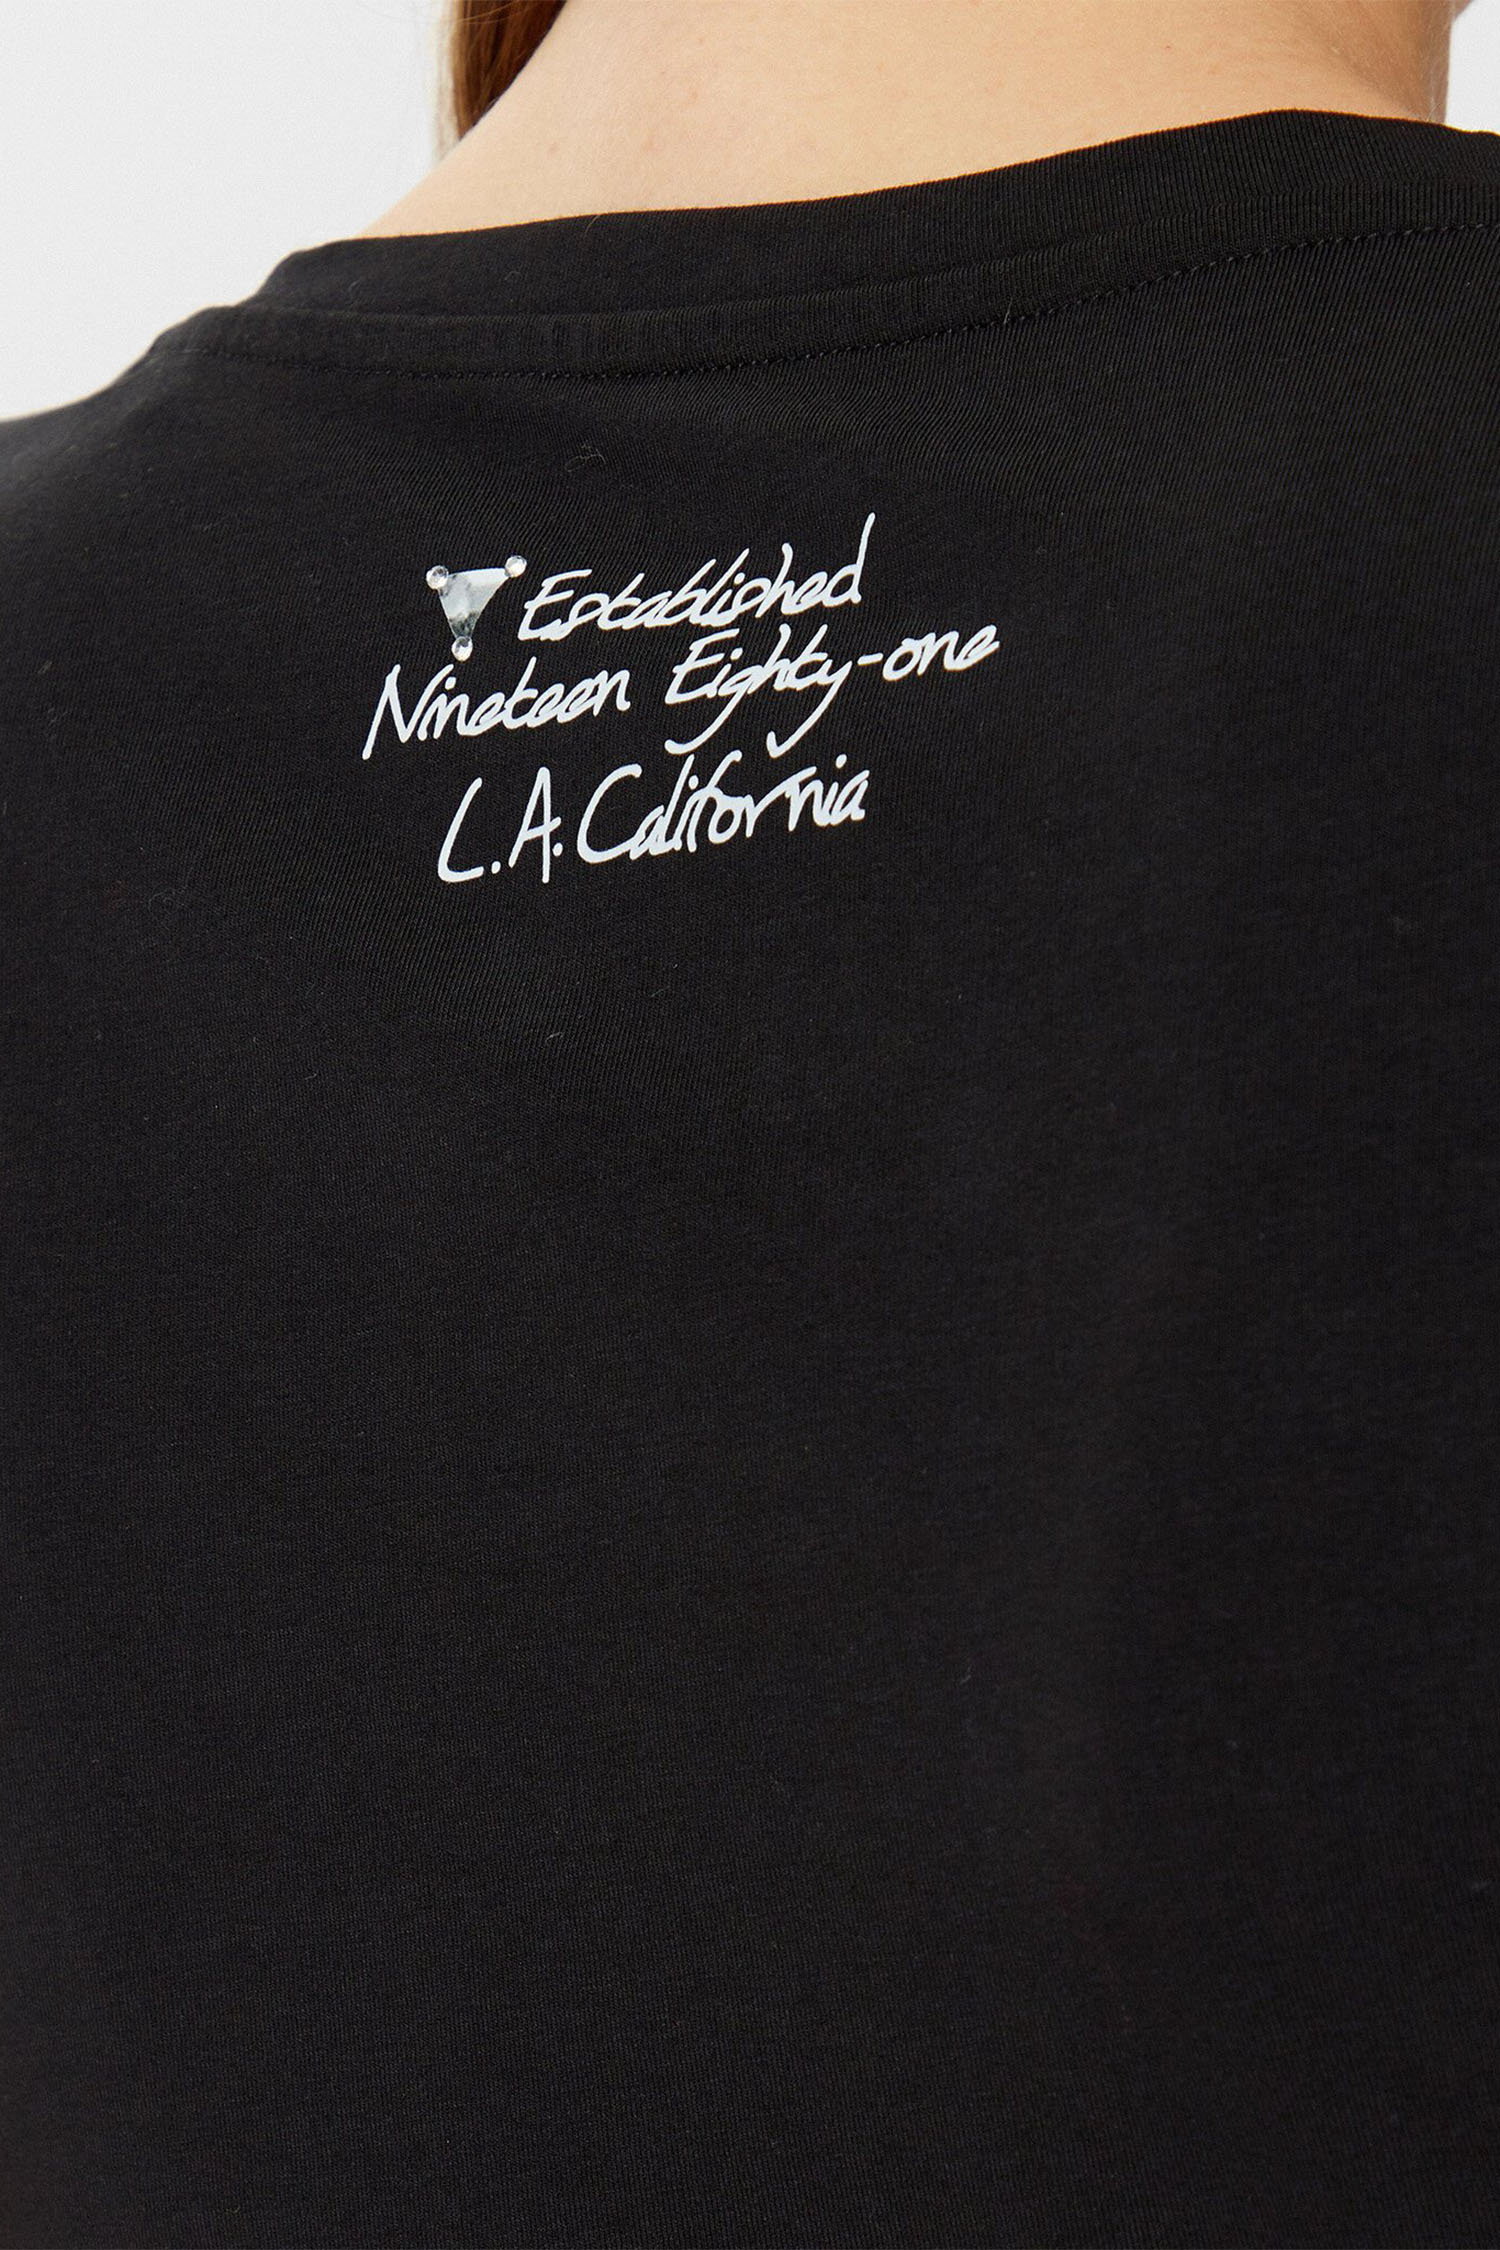 Established
Nineteen Eighty-one
L.A. California